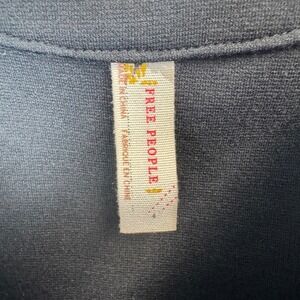 FREE PEOPLE
MADE IN CHINA / FABRIQUÉ EN CHINE